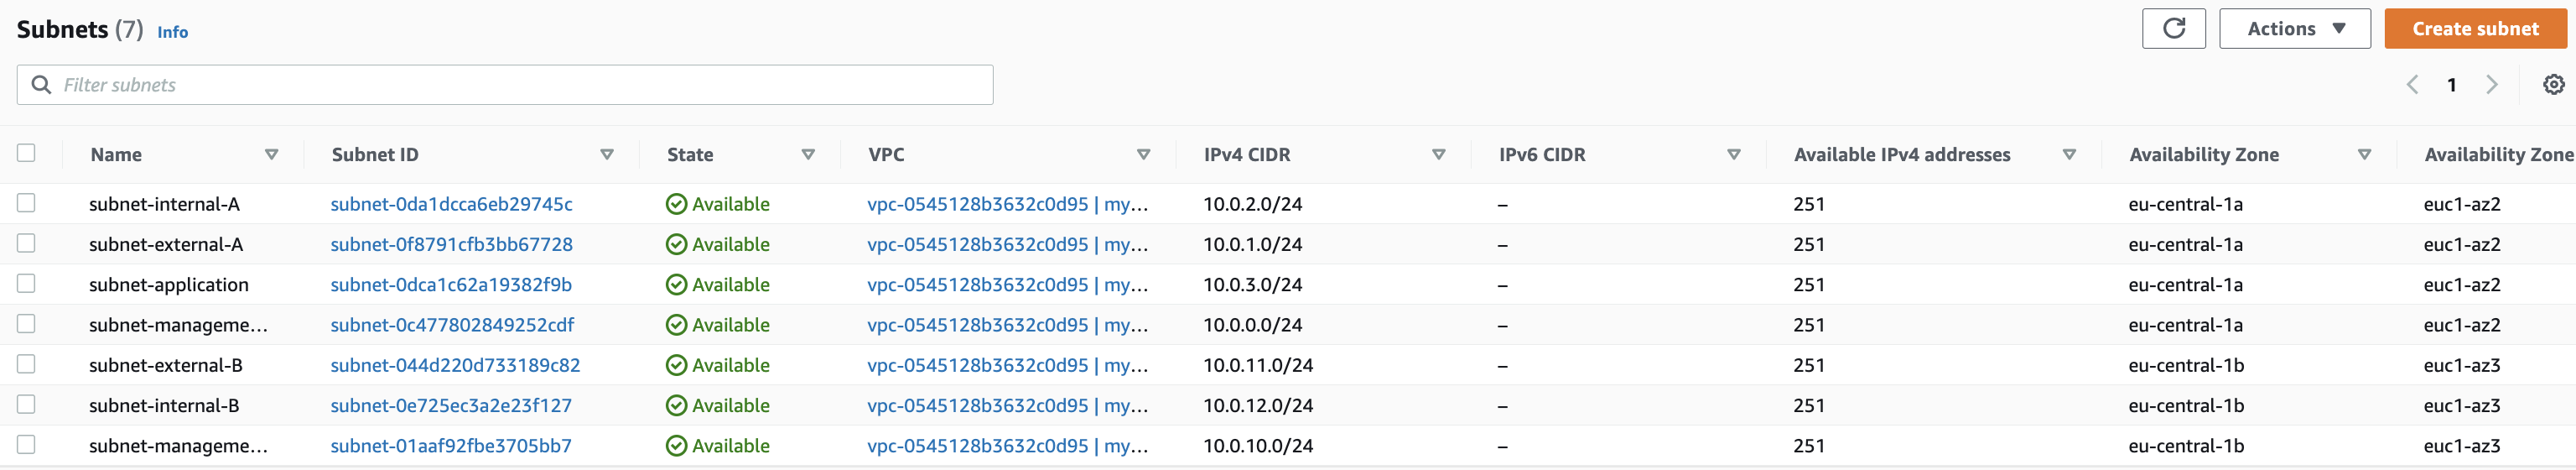 Subnets (7) Info Actions Create subnet
Filter subnets 1
Name Subnet ID State VPC IPv4 CIDR IPv6 CIDR Available IPv4 addresses Availability Zone Availability Zone
subnet-internal-A subnet-0da1dcca6eb29745c Available vpc-0545128b3632c0d95 | my... 10.0.2.0/24 – 251 eu-central-1a euc1-az2
subnet-external-A subnet-0f8791cfb3bb67728 Available vpc-0545128b3632c0d95 | my... 10.0.1.0/24 – 251 eu-central-1a euc1-az2
subnet-application subnet-0dca1c62a19382f9b Available vpc-0545128b3632c0d95 | my... 10.0.3.0/24 – 251 eu-central-1a euc1-az2
subnet-manageme... subnet-0c477802849252cdf Available vpc-0545128b3632c0d95 | my... 10.0.0.0/24 – 251 eu-central-1a euc1-az2
subnet-external-B subnet-044d220d733189c82 Available vpc-0545128b3632c0d95 | my... 10.0.11.0/24 – 251 eu-central-1b euc1-az3
subnet-internal-B subnet-0e725ec3a2e23f127 Available vpc-0545128b3632c0d95 | my... 10.0.12.0/24 – 251 eu-central-1b euc1-az3
subnet-manageme... subnet-01aaf92fbe3705bb7 Available vpc-0545128b3632c0d95 | my... 10.0.10.0/24 – 251 eu-central-1b euc1-az3